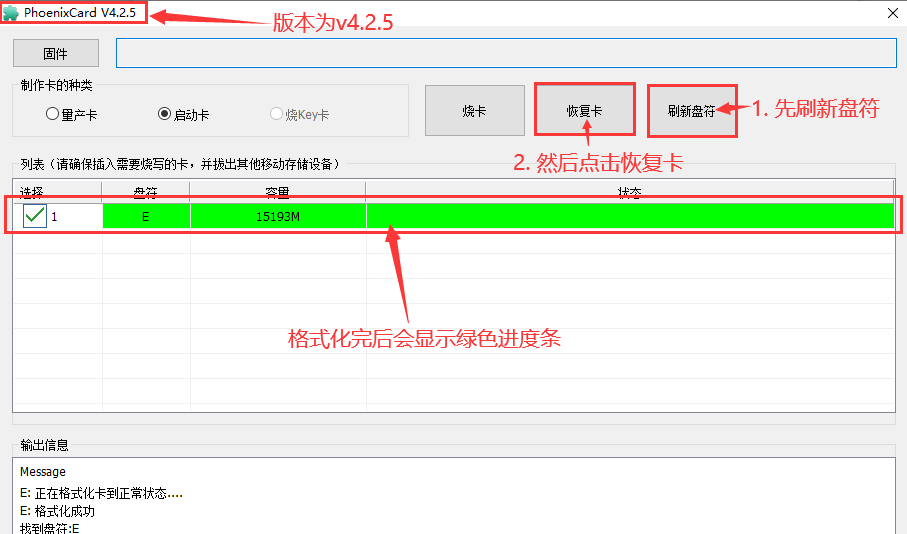 PhoenixCard V4.2.5
版本为v4.2.5
固件
制作卡的种类
量产卡 启动卡 烧Key卡
烧卡 恢复卡 刷新盘符
1. 先刷新盘符
2. 然后点击恢复卡
列表（请确保插入需要烧写的卡，并拔出其他移动存储设备）
选择 盘符 容量 状态
1 E 15193M
格式化完后会显示绿色进度条
输出信息
Message
E: 正在格式化卡到正常状态....
E: 格式化成功
找到盘符:E